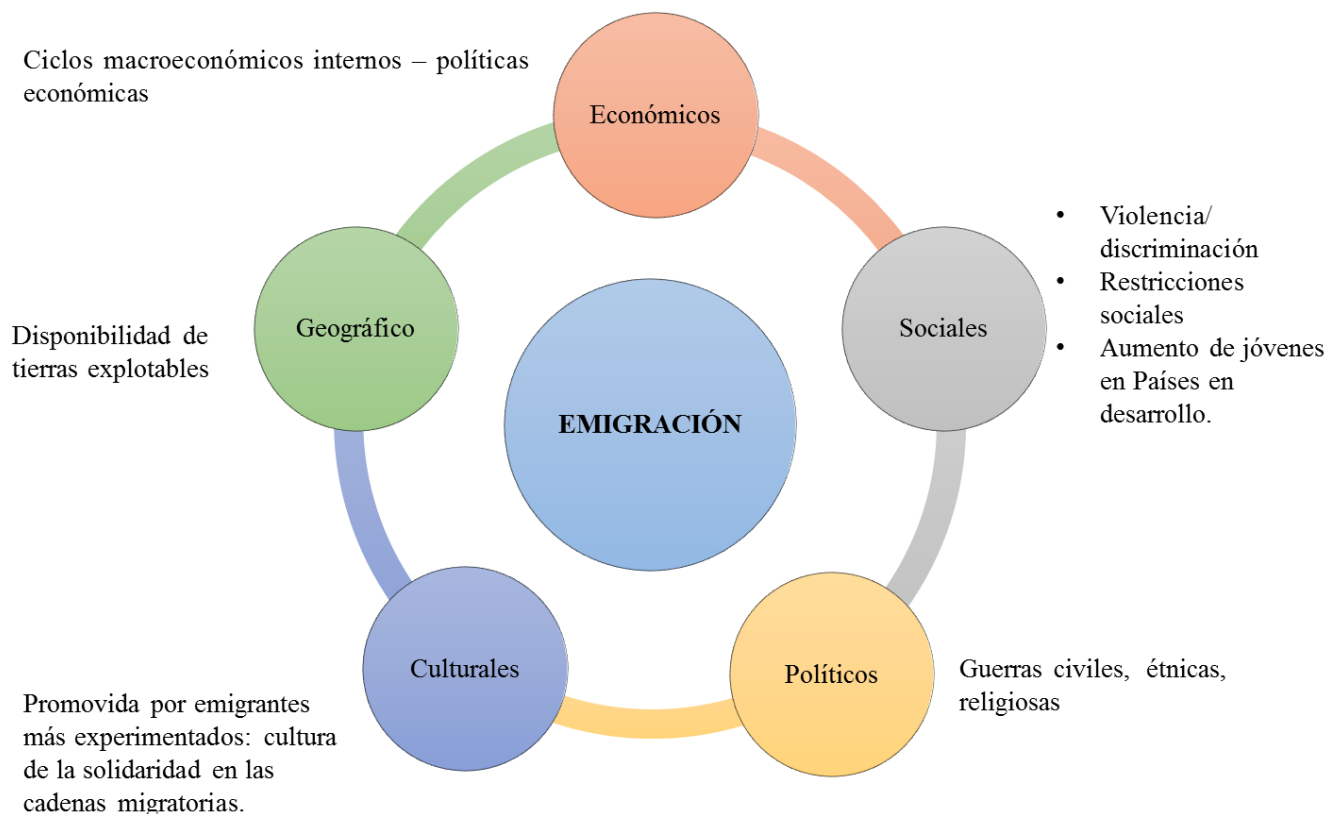 Ciclos macroeconómicos internos – políticas
económicas
Económicos
• Violencia/
discriminación
• Restricciones
sociales
• Aumento de jóvenes
en Países en
desarrollo.
Geográfico
Sociales
Disponibilidad de
tierras explotables
EMIGRACIÓN
Culturales
Políticos
Guerras civiles, étnicas,
religiosas
Promovida por emigrantes
más experimentados: cultura
de la solidaridad en las
cadenas migratorias.